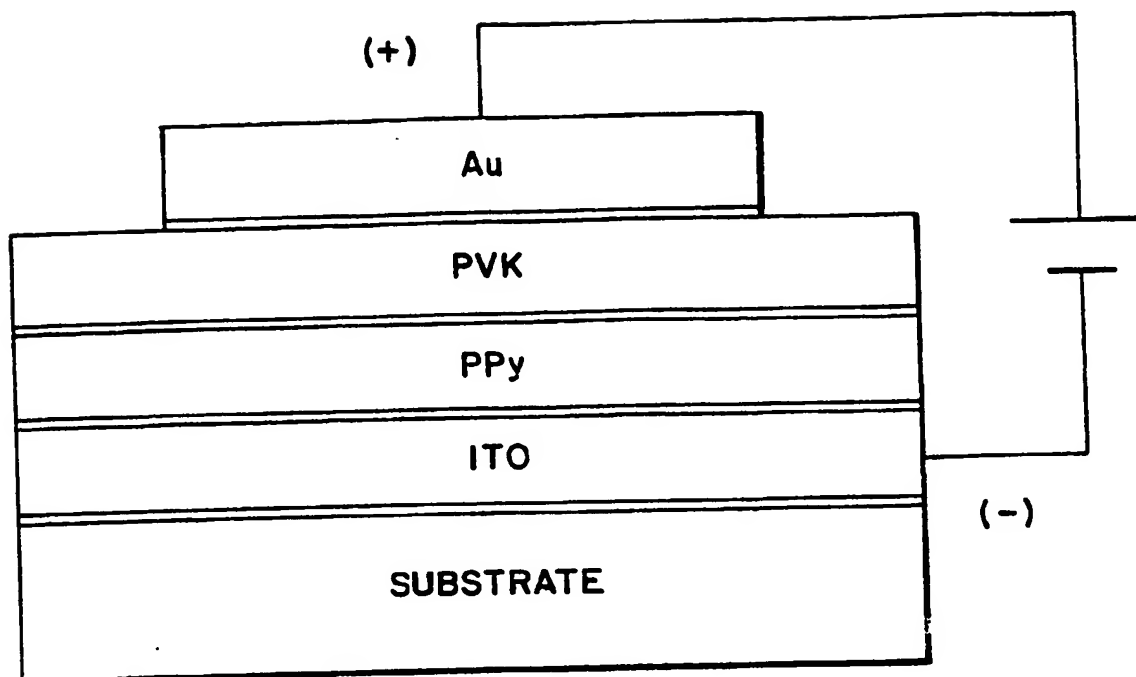 (+)
Au
PVK
PPy
ITO
(-)
SUBSTRATE